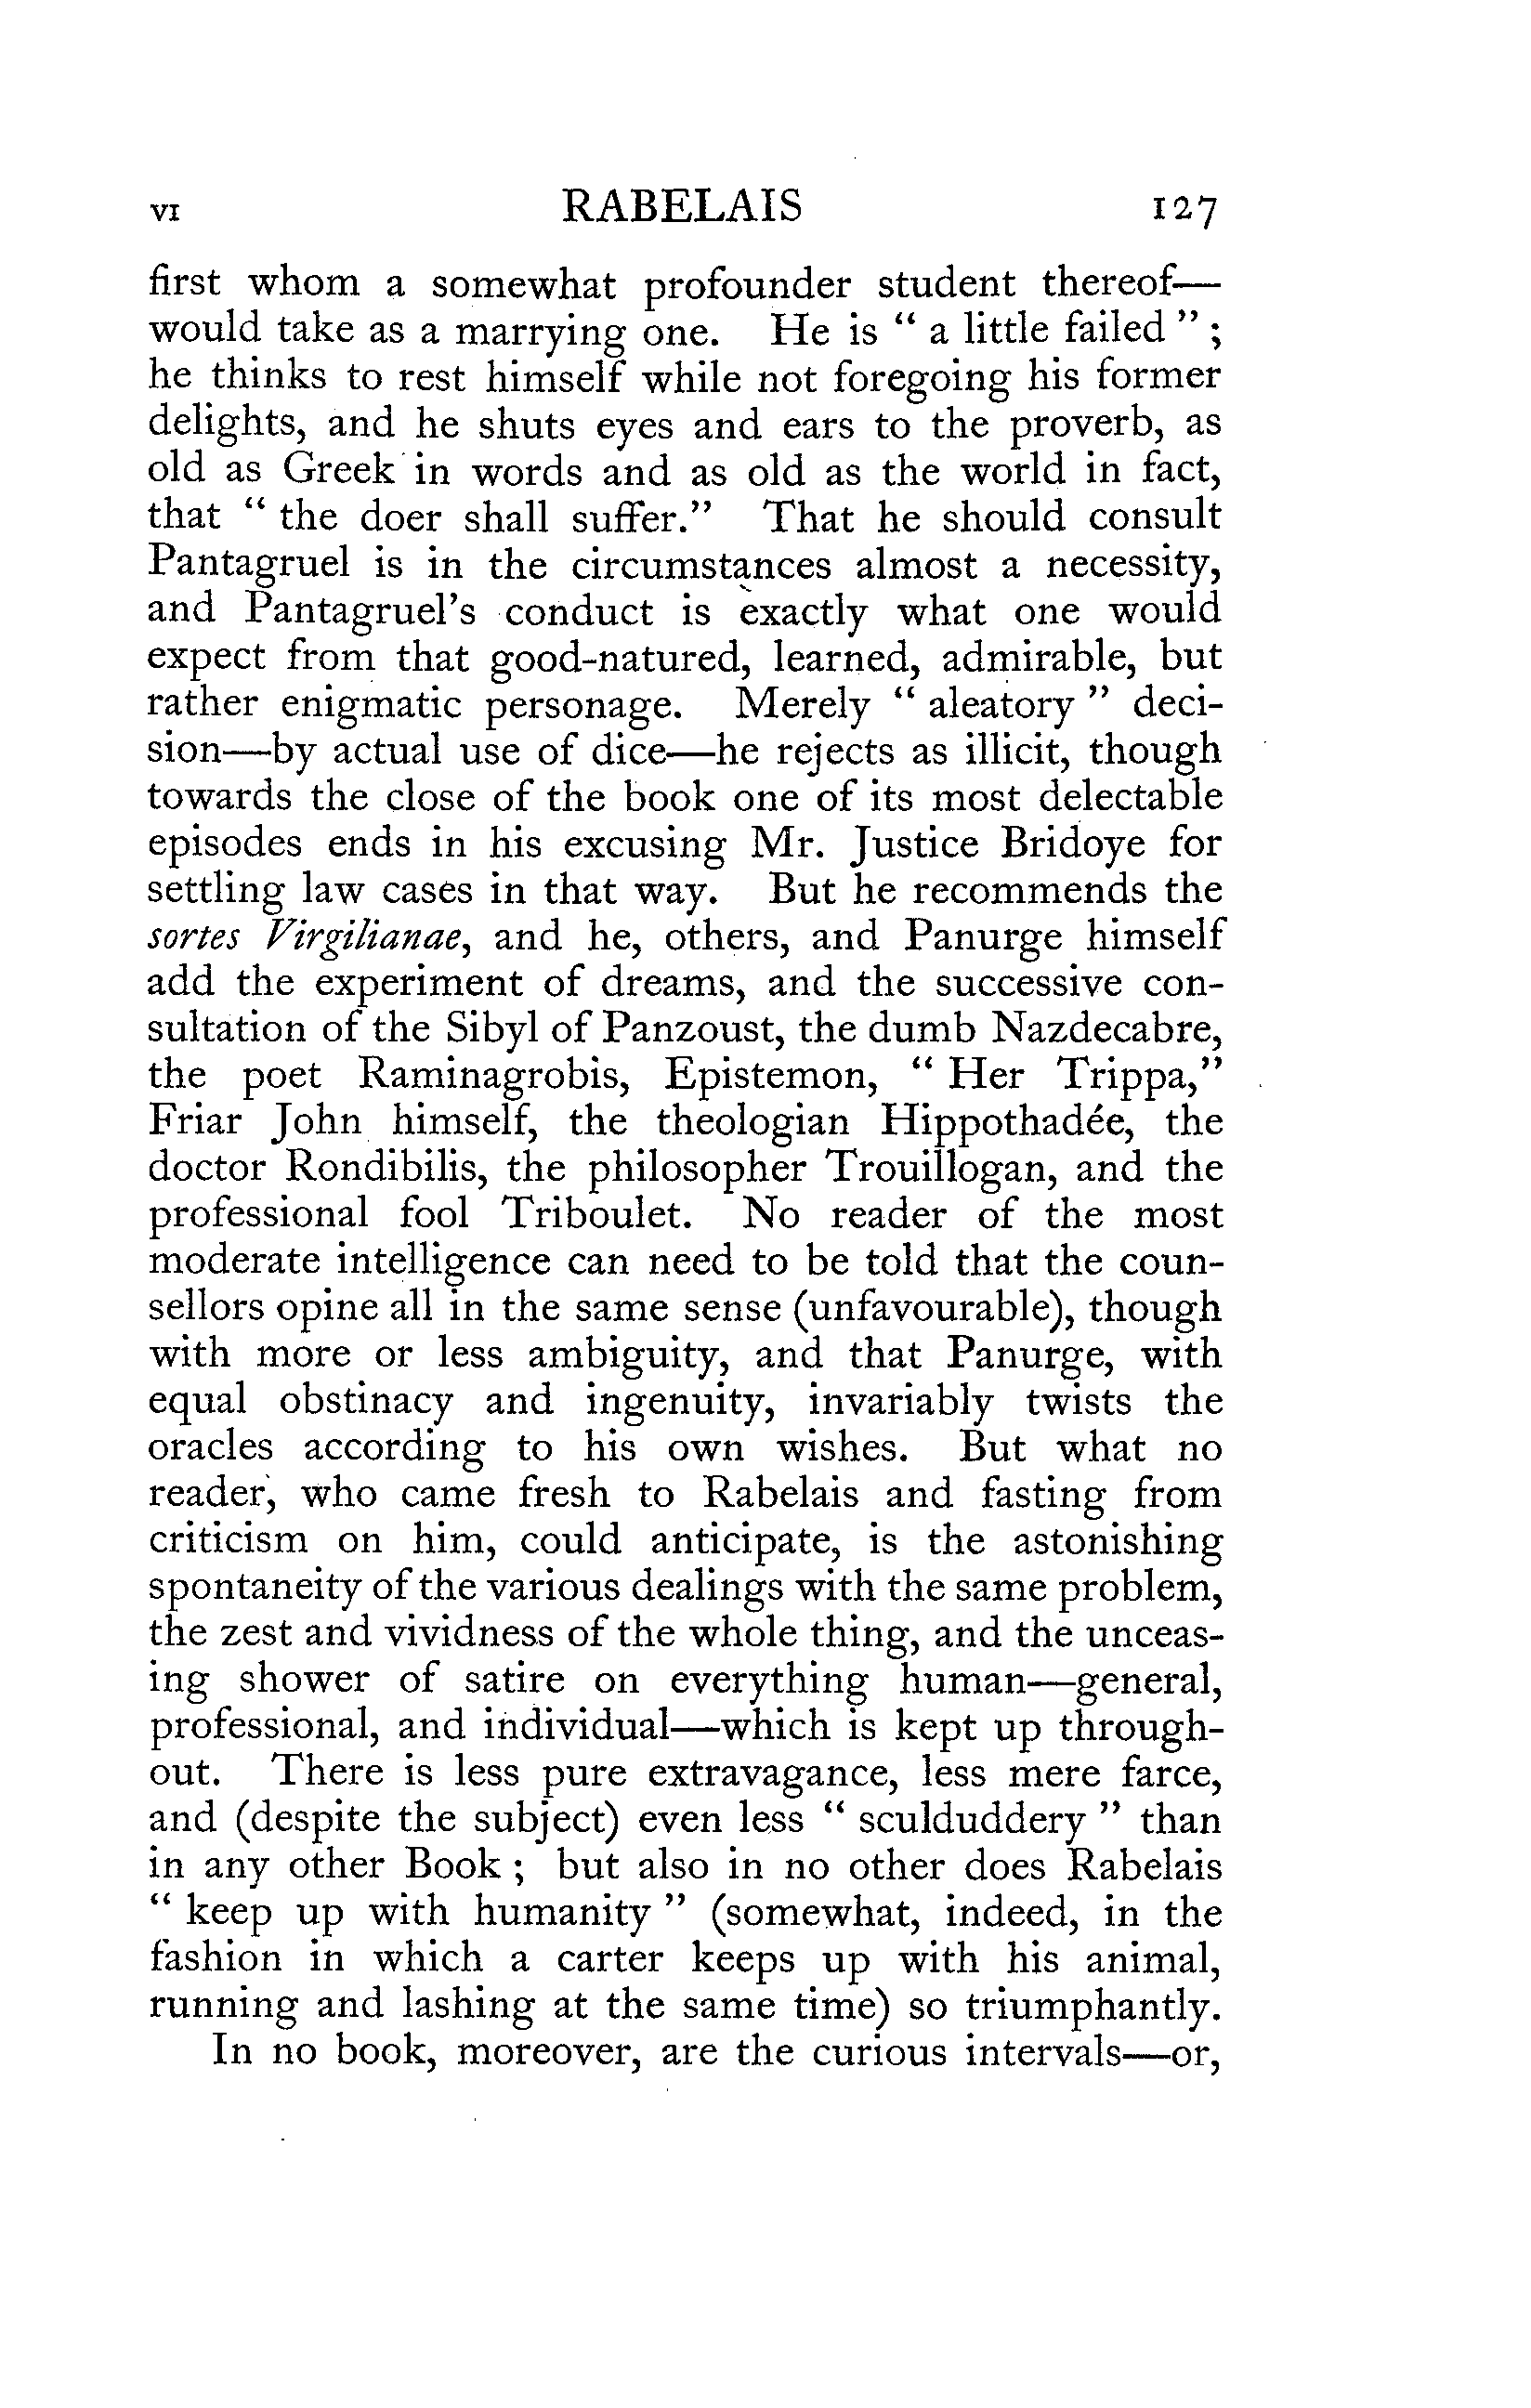 vi RABELAIS 127
first whom a somewhat profounder student thereof—
would take as a marrying one. He is “ a little failed ” ;
he thinks to rest himself while not foregoing his former
delights, and he shuts eyes and ears to the proverb, as
old as Greek in words and as old as the world in fact,
that “ the doer shall suffer.” That he should consult
Pantagruel is in the circumstances almost a necessity,
and Pantagruel’s conduct is exactly what one would
expect from that good-natured, learned, admirable, but
rather enigmatic personage. Merely “ aleatory ” deci-
sion—by actual use of dice—he rejects as illicit, though
towards the close of the book one of its most delectable
episodes ends in his excusing Mr. Justice Bridoye for
settling law cases in that way. But he recommends the
sortes Virgilianae, and he, others, and Panurge himself
add the experiment of dreams, and the successive con-
sultation of the Sibyl of Panzoust, the dumb Nazdecabre,
the poet Raminagrobis, Epistemon, “ Her Trippa,”
Friar John himself, the theologian Hippothadée, the
doctor Rondibilis, the philosopher Trouillogan, and the
professional fool Triboulet. No reader of the most
moderate intelligence can need to be told that the coun-
sellors opine all in the same sense (unfavourable), though
with more or less ambiguity, and that Panurge, with
equal obstinacy and ingenuity, invariably twists the
oracles according to his own wishes. But what no
reader, who came fresh to Rabelais and fasting from
criticism on him, could anticipate, is the astonishing
spontaneity of the various dealings with the same problem,
the zest and vividness of the whole thing, and the unceas-
ing shower of satire on everything human—general,
professional, and individual—which is kept up through-
out. There is less pure extravagance, less mere farce,
and (despite the subject) even less “ sculduddery ” than
in any other Book ; but also in no other does Rabelais
“ keep up with humanity ” (somewhat, indeed, in the
fashion in which a carter keeps up with his animal,
running and lashing at the same time) so triumphantly.
In no book, moreover, are the curious intervals—or,